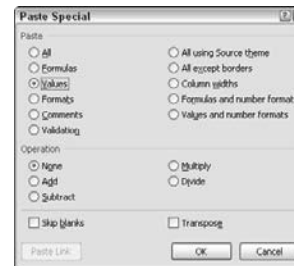 Paste Special
Paste
All
Formulas
Values
Formats
Comments
Validation
All using Source theme
All except borders
Column widths
Formulas and number format
Values and number formats
Operation
None
Add
Subtract
Multiply
Divide
Skip blanks
Transpose
Paste Link
OK
Cancel